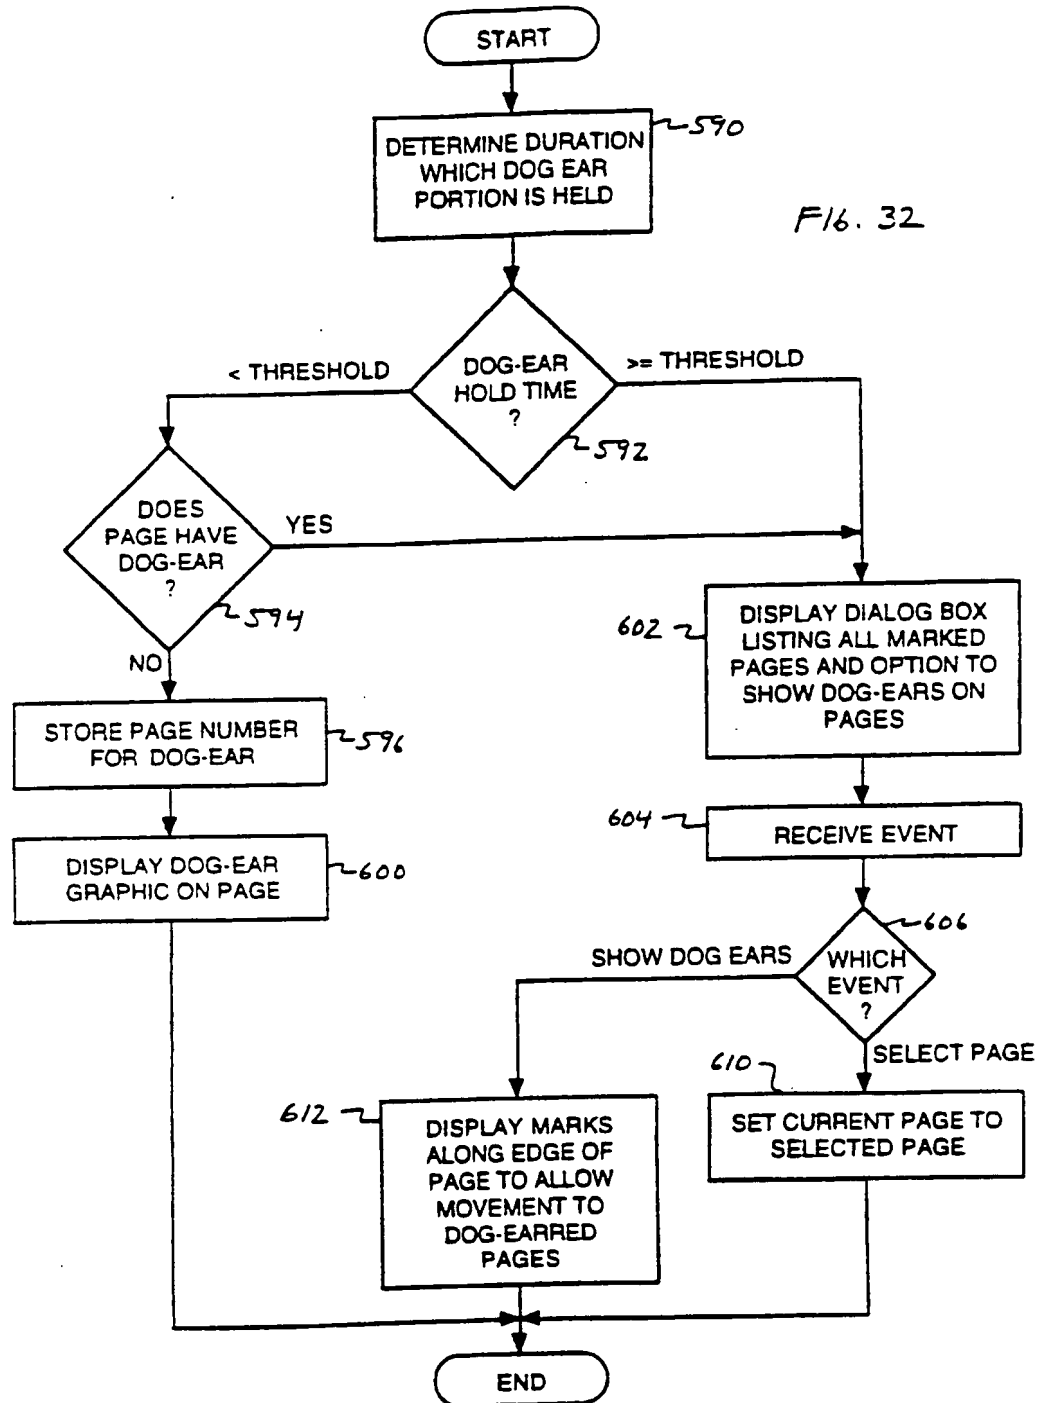 START
590
DETERMINE DURATION
WHICH DOG EAR
PORTION IS HELD
FIG. 32
< THRESHOLD
DOG-EAR
HOLD TIME
?
>= THRESHOLD
592
DOES
PAGE HAVE
DOG-EAR
?
YES
594
NO
602
DISPLAY DIALOG BOX
LISTING ALL MARKED
PAGES AND OPTION TO
SHOW DOG-EARS ON
PAGES
STORE PAGE NUMBER
FOR DOG-EAR
596
604
RECEIVE EVENT
DISPLAY DOG-EAR
GRAPHIC ON PAGE
600
606
SHOW DOG EARS
WHICH
EVENT
?
SELECT PAGE
610
612
DISPLAY MARKS
ALONG EDGE OF
PAGE TO ALLOW
MOVEMENT TO
DOG-EARRED
PAGES
SET CURRENT PAGE TO
SELECTED PAGE
END